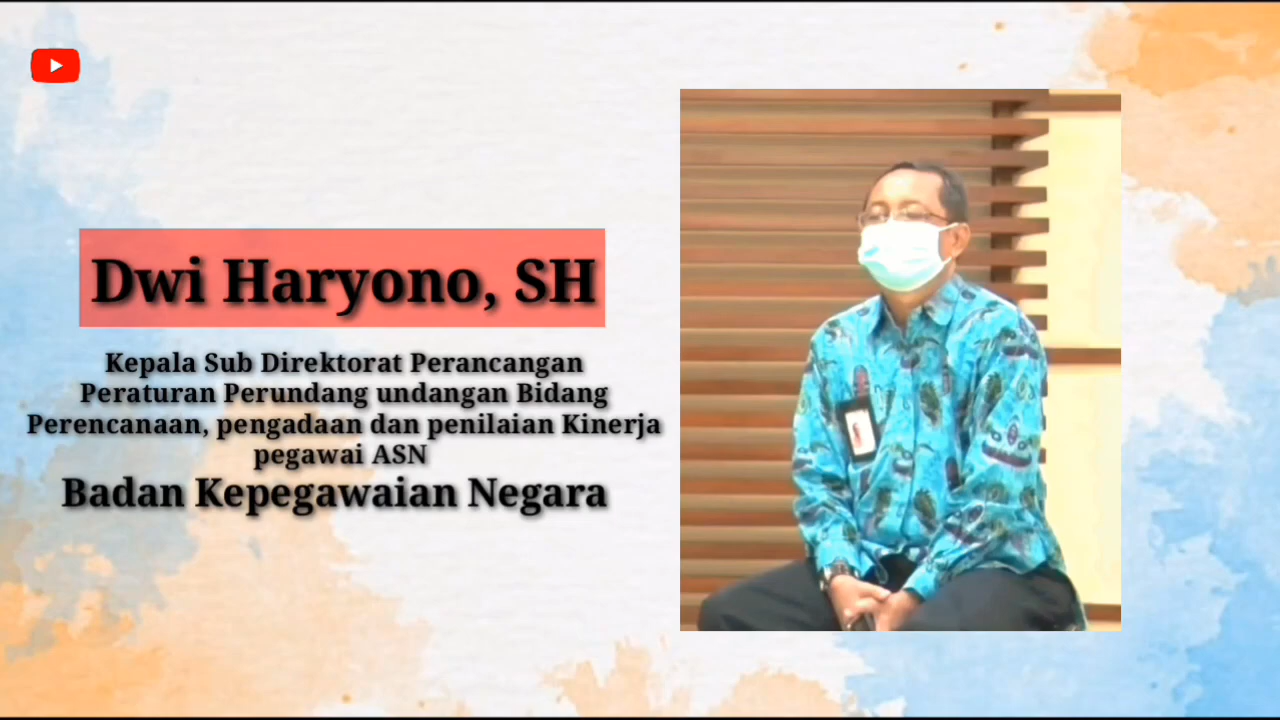 Dwi Haryono, SH
Kepala Sub Direktorat Perancangan
Peraturan Perundang undangan Bidang
Perencanaan, pengadaan dan penilaian Kinerja
pegawai ASN
Badan Kepegawaian Negara